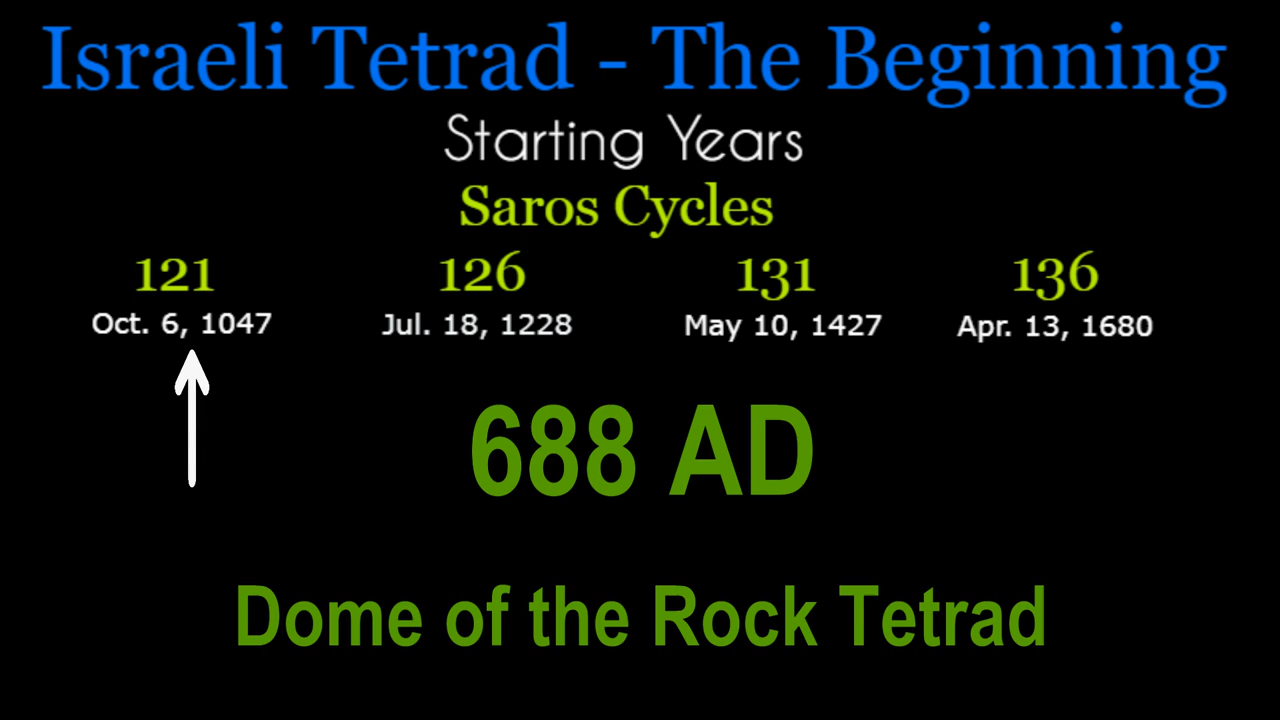 Israeli Tetrad - The Beginning
Starting Years
Saros Cycles
121 126 131 136
Oct. 6, 1047 Jul. 18, 1228 May 10, 1427 Apr. 13, 1680
688 AD
Dome of the Rock Tetrad